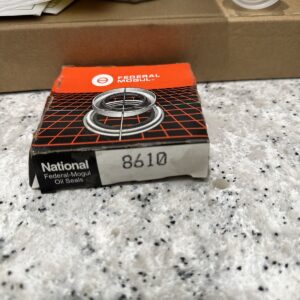 FEDERAL
MOGUL
National
Federal-Mogul
Oil Seals
8610